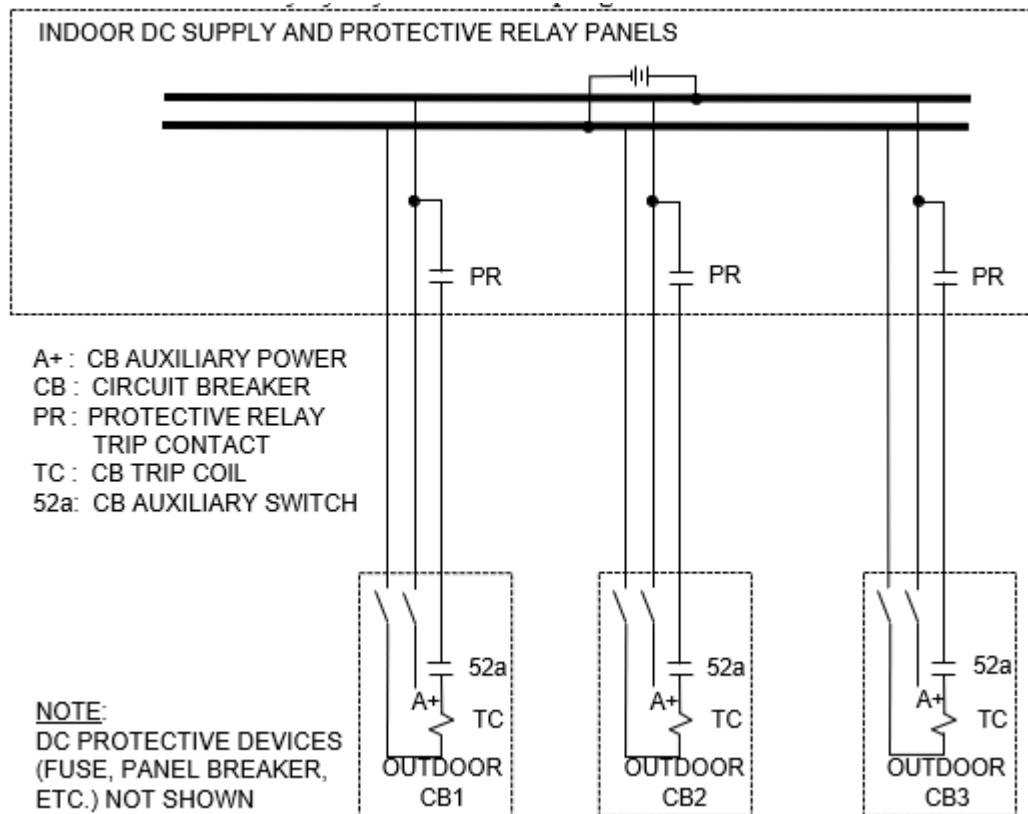 INDOOR DC SUPPLY AND PROTECTIVE RELAY PANELS
PR
PR
PR
A+ : CB AUXILIARY POWER
CB : CIRCUIT BREAKER
PR : PROTECTIVE RELAY
TRIP CONTACT
TC : CB TRIP COIL
52a: CB AUXILIARY SWITCH
52a
52a
52a
A+
TC
A+
TC
A+
TC
NOTE:
DC PROTECTIVE DEVICES
(FUSE, PANEL BREAKER,
ETC.) NOT SHOWN
OUTDOOR
CB1
OUTDOOR
CB2
OUTDOOR
CB3